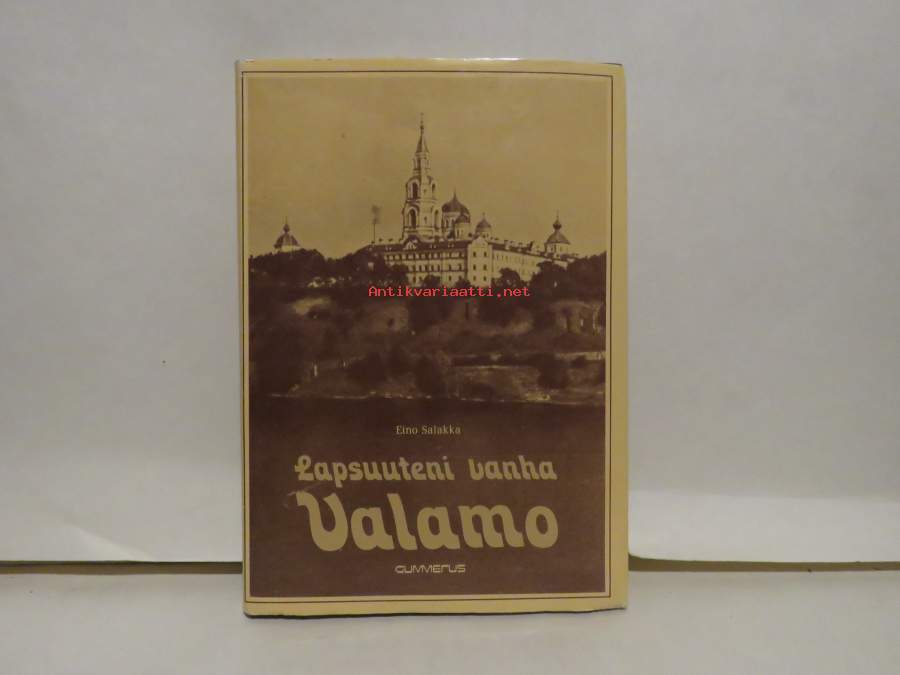 Antikvariaatti.net
Eino Salakka
Lapsuuteni vanha
Valamo
GUMMERUS